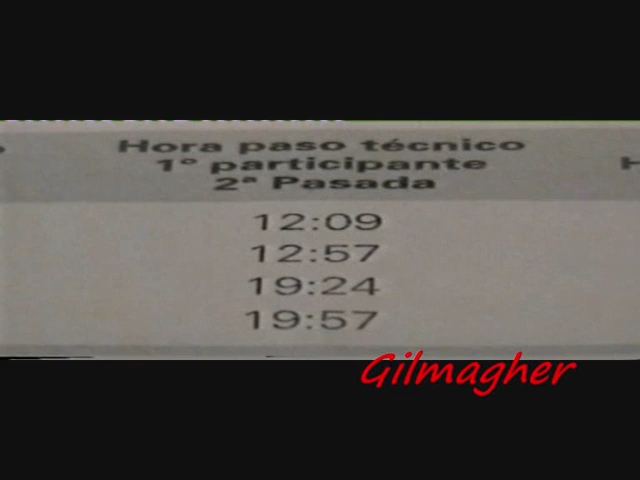 Hora paso técnico
1º participante
2ª Pasada
12:09
12:57
19:24
19:57
Gilmagher